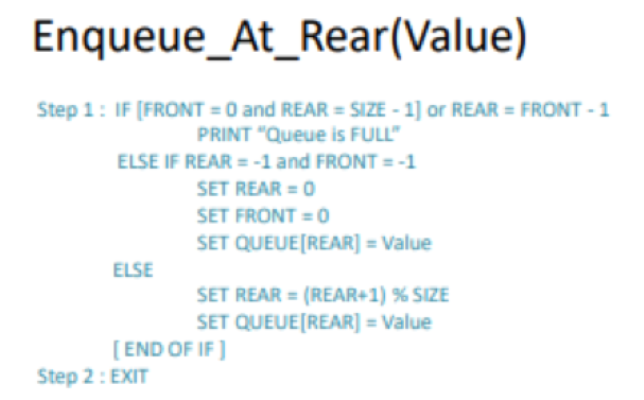 Enqueue_At_Rear(Value)
Step 1 : IF [FRONT = 0 and REAR = SIZE - 1] or REAR = FRONT - 1
PRINT "Queue is FULL"
ELSE IF REAR = -1 and FRONT = -1
SET REAR = 0
SET FRONT = 0
SET QUEUE[REAR] = Value
ELSE
SET REAR = (REAR+1) % SIZE
SET QUEUE[REAR] = Value
[ END OF IF ]
Step 2 : EXIT